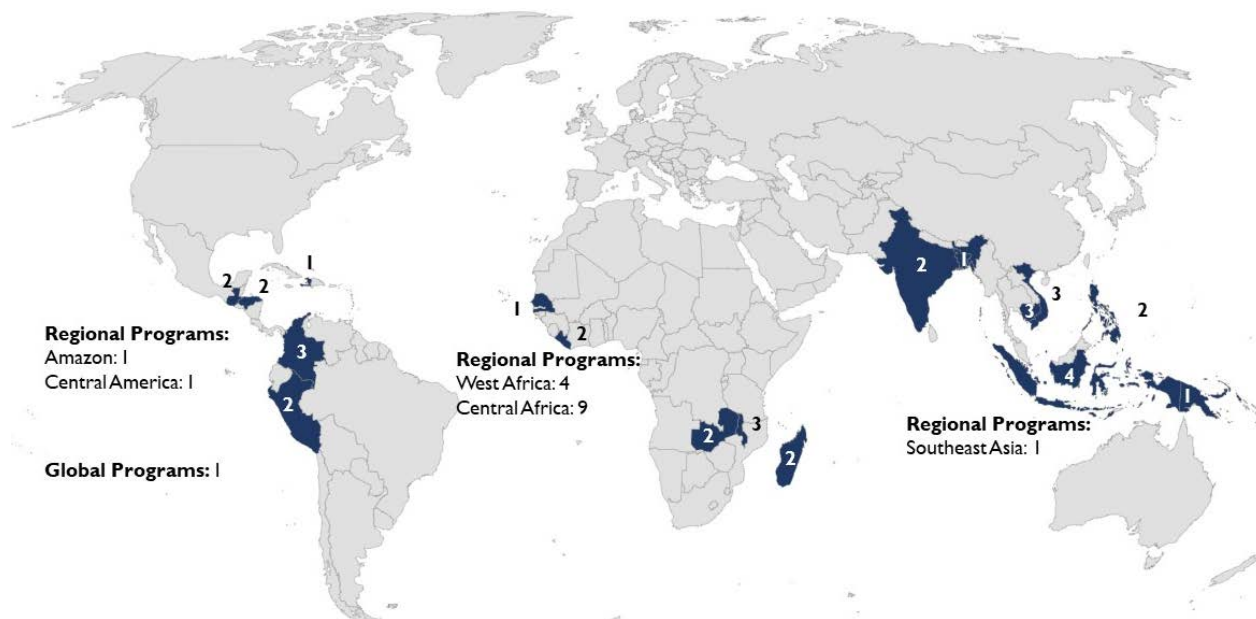 1
2
2
Regional Programs:
Amazon: 1
Central America: 1
3
2
Global Programs: 1
1
2
Regional Programs:
West Africa: 4
Central Africa: 9
2
3
2
2
1
3
3
2
4
1
Regional Programs:
Southeast Asia: 1